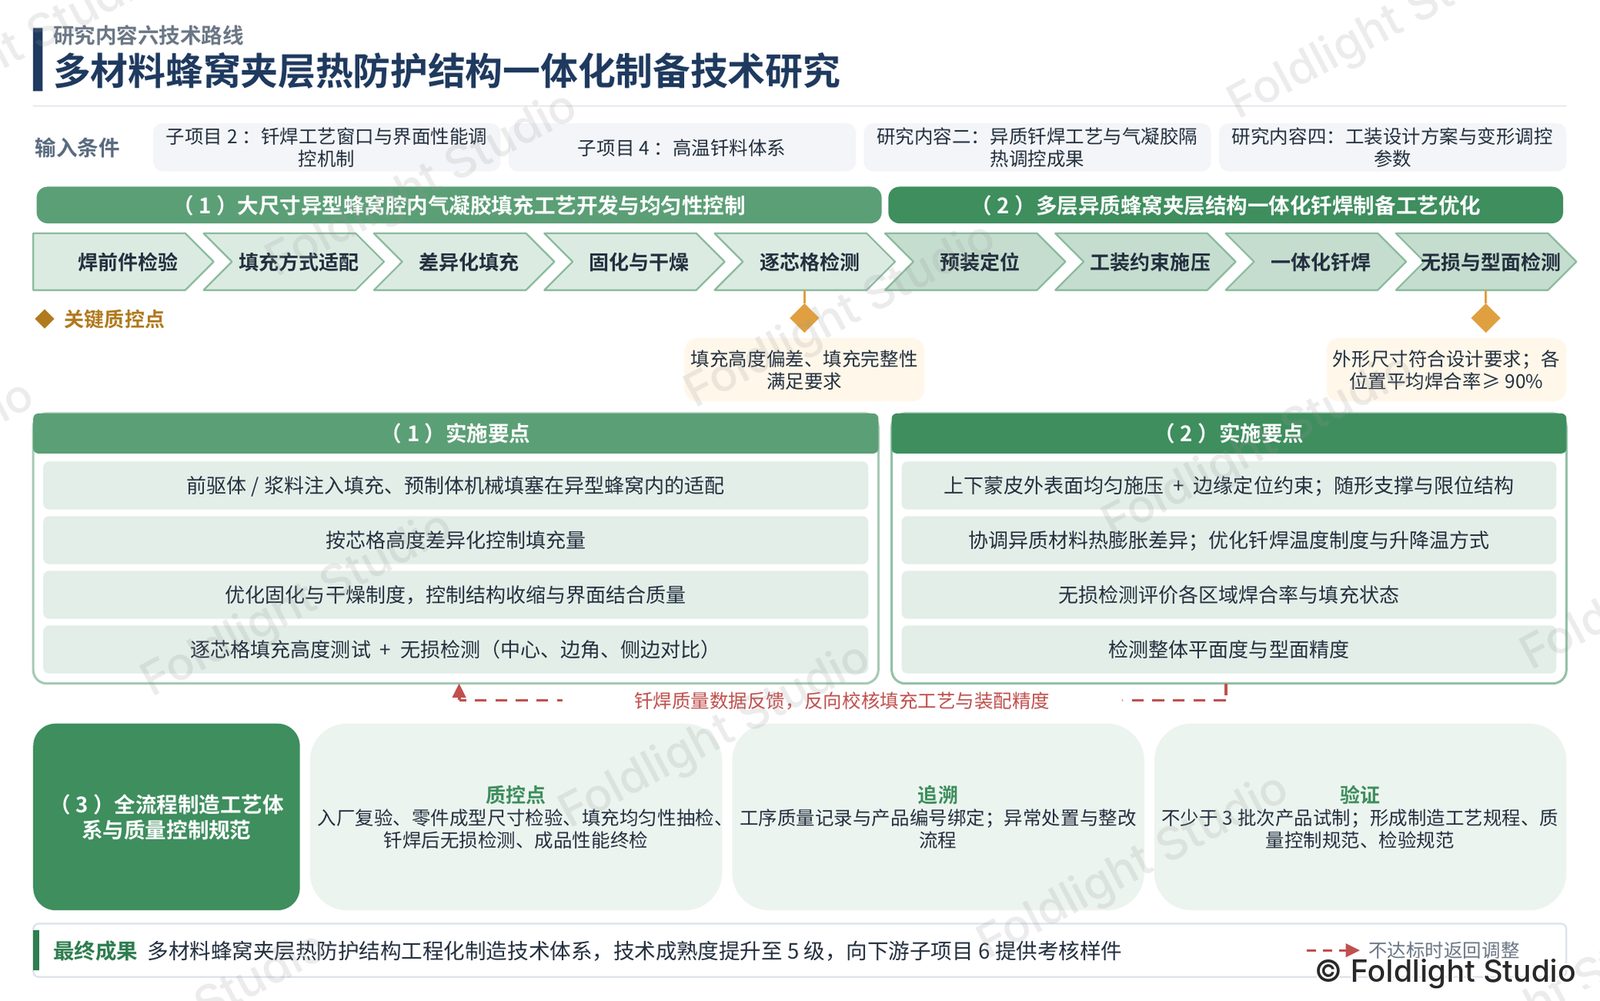 研究内容六技术路线
多材料蜂窝夹层热防护结构一体化制备技术研究
输入条件
子项目 2：钎焊工艺窗口与界面性能调
控机制
子项目 4：高温钎料体系
研究内容二：异质钎焊工艺与气凝胶隔
热调控成果
研究内容四：工装设计方案与变形调控
参数
（1）大尺寸异型蜂窝腔内气凝胶填充工艺开发与均匀性控制
（2）多层异质蜂窝夹层结构一体化钎焊制备工艺优化
焊前件检验
填充方式适配
差异化填充
固化与干燥
逐芯格检测
预装定位
工装约束施压
一体化钎焊
无损与型面检测
关键质控点
填充高度偏差、填充完整性
满足要求
外形尺寸符合设计要求；各
位置平均焊合率≥ 90%
（1）实施要点
前驱体 / 浆料注入填充、预制体机械填塞在异型蜂窝内的适配
按芯格高度差异化控制填充量
优化固化与干燥制度，控制结构收缩与界面结合质量
逐芯格填充高度测试 + 无损检测（中心、边角、侧边对比）
（2）实施要点
上下蒙皮外表面均匀施压 + 边缘定位约束；随形支撑与限位结构
协调异质材料热膨胀差异；优化钎焊温度制度与升降温方式
无损检测评价各区域焊合率与填充状态
检测整体平面度与型面精度
钎焊质量数据反馈，反向校核填充工艺与装配精度
（3）全流程制造工艺体
系与质量控制规范
质控点
入厂复验、零件成型尺寸检验、填充均匀性抽检、
钎焊后无损检测、成品性能终检
追溯
工序质量记录与产品编号绑定；异常处置与整改
流程
验证
不少于 3 批次产品试制；形成制造工艺规程、质
量控制规范、检验规范
最终成果 多材料蜂窝夹层热防护结构工程化制造技术体系，技术成熟度提升至 5 级，向下游子项目 6 提供考核样件
不达标时返回调整
© Foldlight Studio